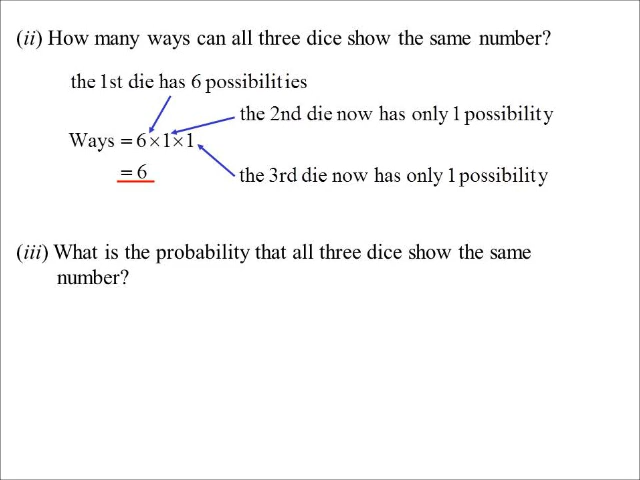 (ii) How many ways can all three dice show the same number?
the 1st die has 6 possibilities
the 2nd die now has only 1 possibility
Ways = 6×1×1
= 6
the 3rd die now has only 1 possibility
(iii) What is the probability that all three dice show the same
number?